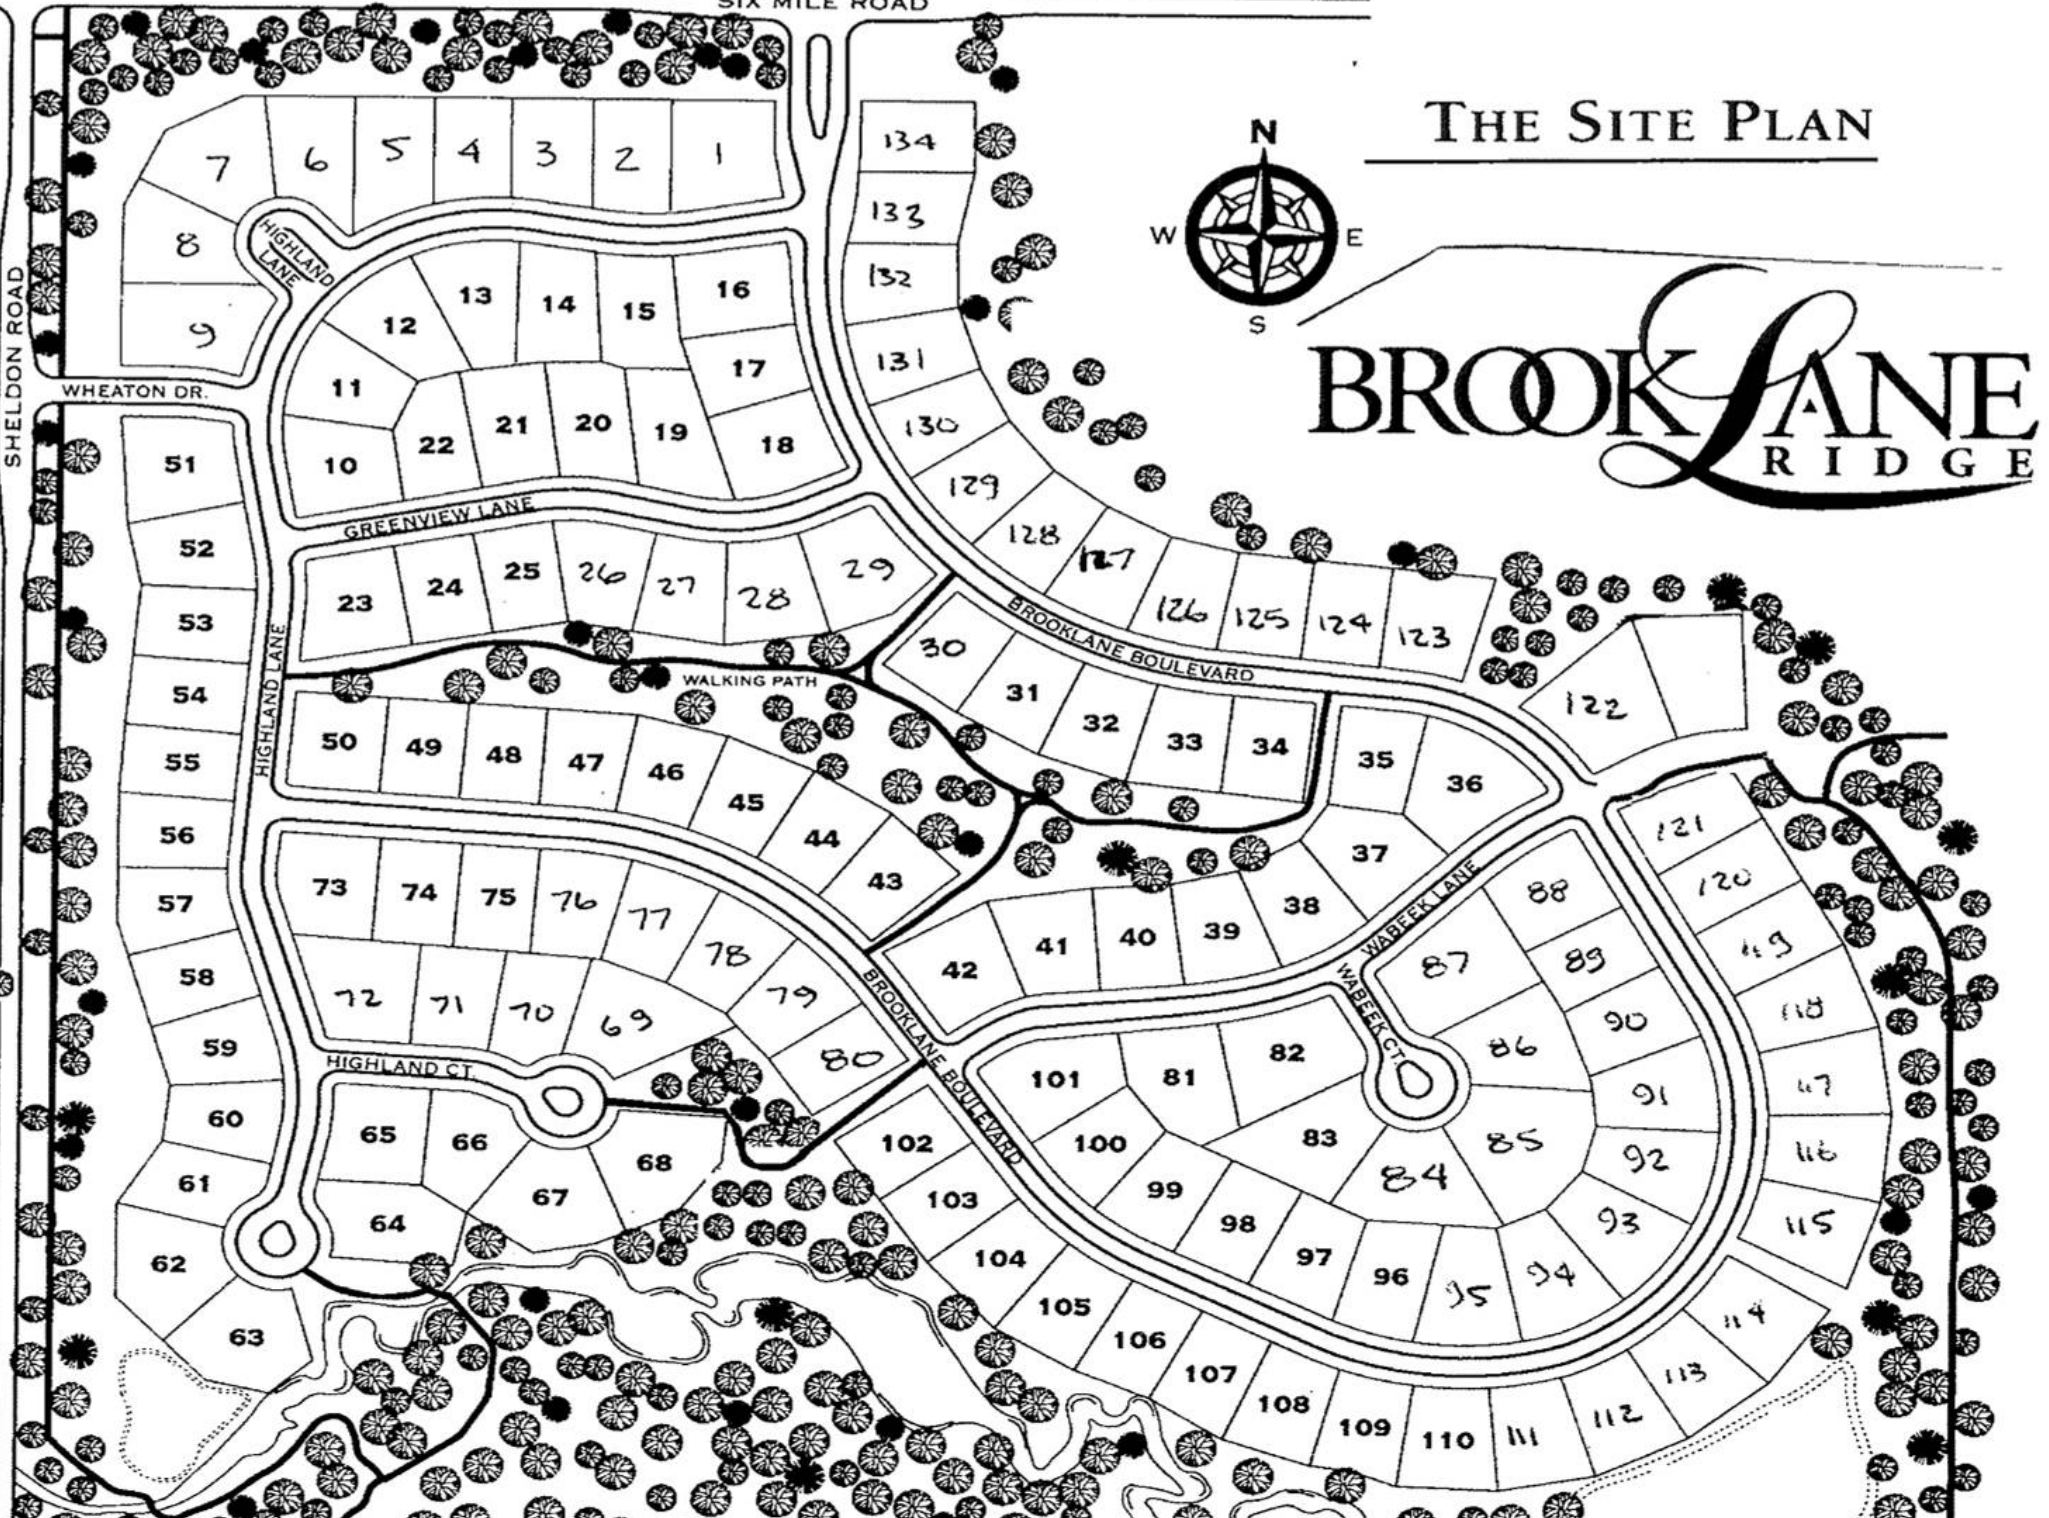 SIX MILE ROAD
THE SITE PLAN
N
W E
S
BROOKLANE
RIDGE
SHELDON ROAD
WHEATON DR.
HIGHLAND
LANE
GREENVIEW LANE
HIGHLAND LANE
WALKING PATH
BROOKLANE BOULEVARD
WABEEK LANE
WABEEK CT.
BROOKLANE BOULEVARD
HIGHLAND CT.
7 6 5 4 3 2 1
134
8
133
9
132
13 14 15 16
12
131
11
17
130
10 22 21 20 19 18
129
51
52
128
127
23 24 25 26 27 28 29
126 125 124 123
53
30
54
31 32 33 34
122
55
50 49 48 47 46 45 44 43
35 36
56
37
121
57
73 74 75 76 77 78 79 80
42 41 40 39 38
88
120
58
87 89
119
72 71 70 69
59
82 86 90
118
101 81
91
117
60
65 66
68
102 100 83 85 92
116
61
67
103 99 84
64
98 93
115
62
104 97 96 95 94
63
105
106
114
107
113
108 109 110 111 112